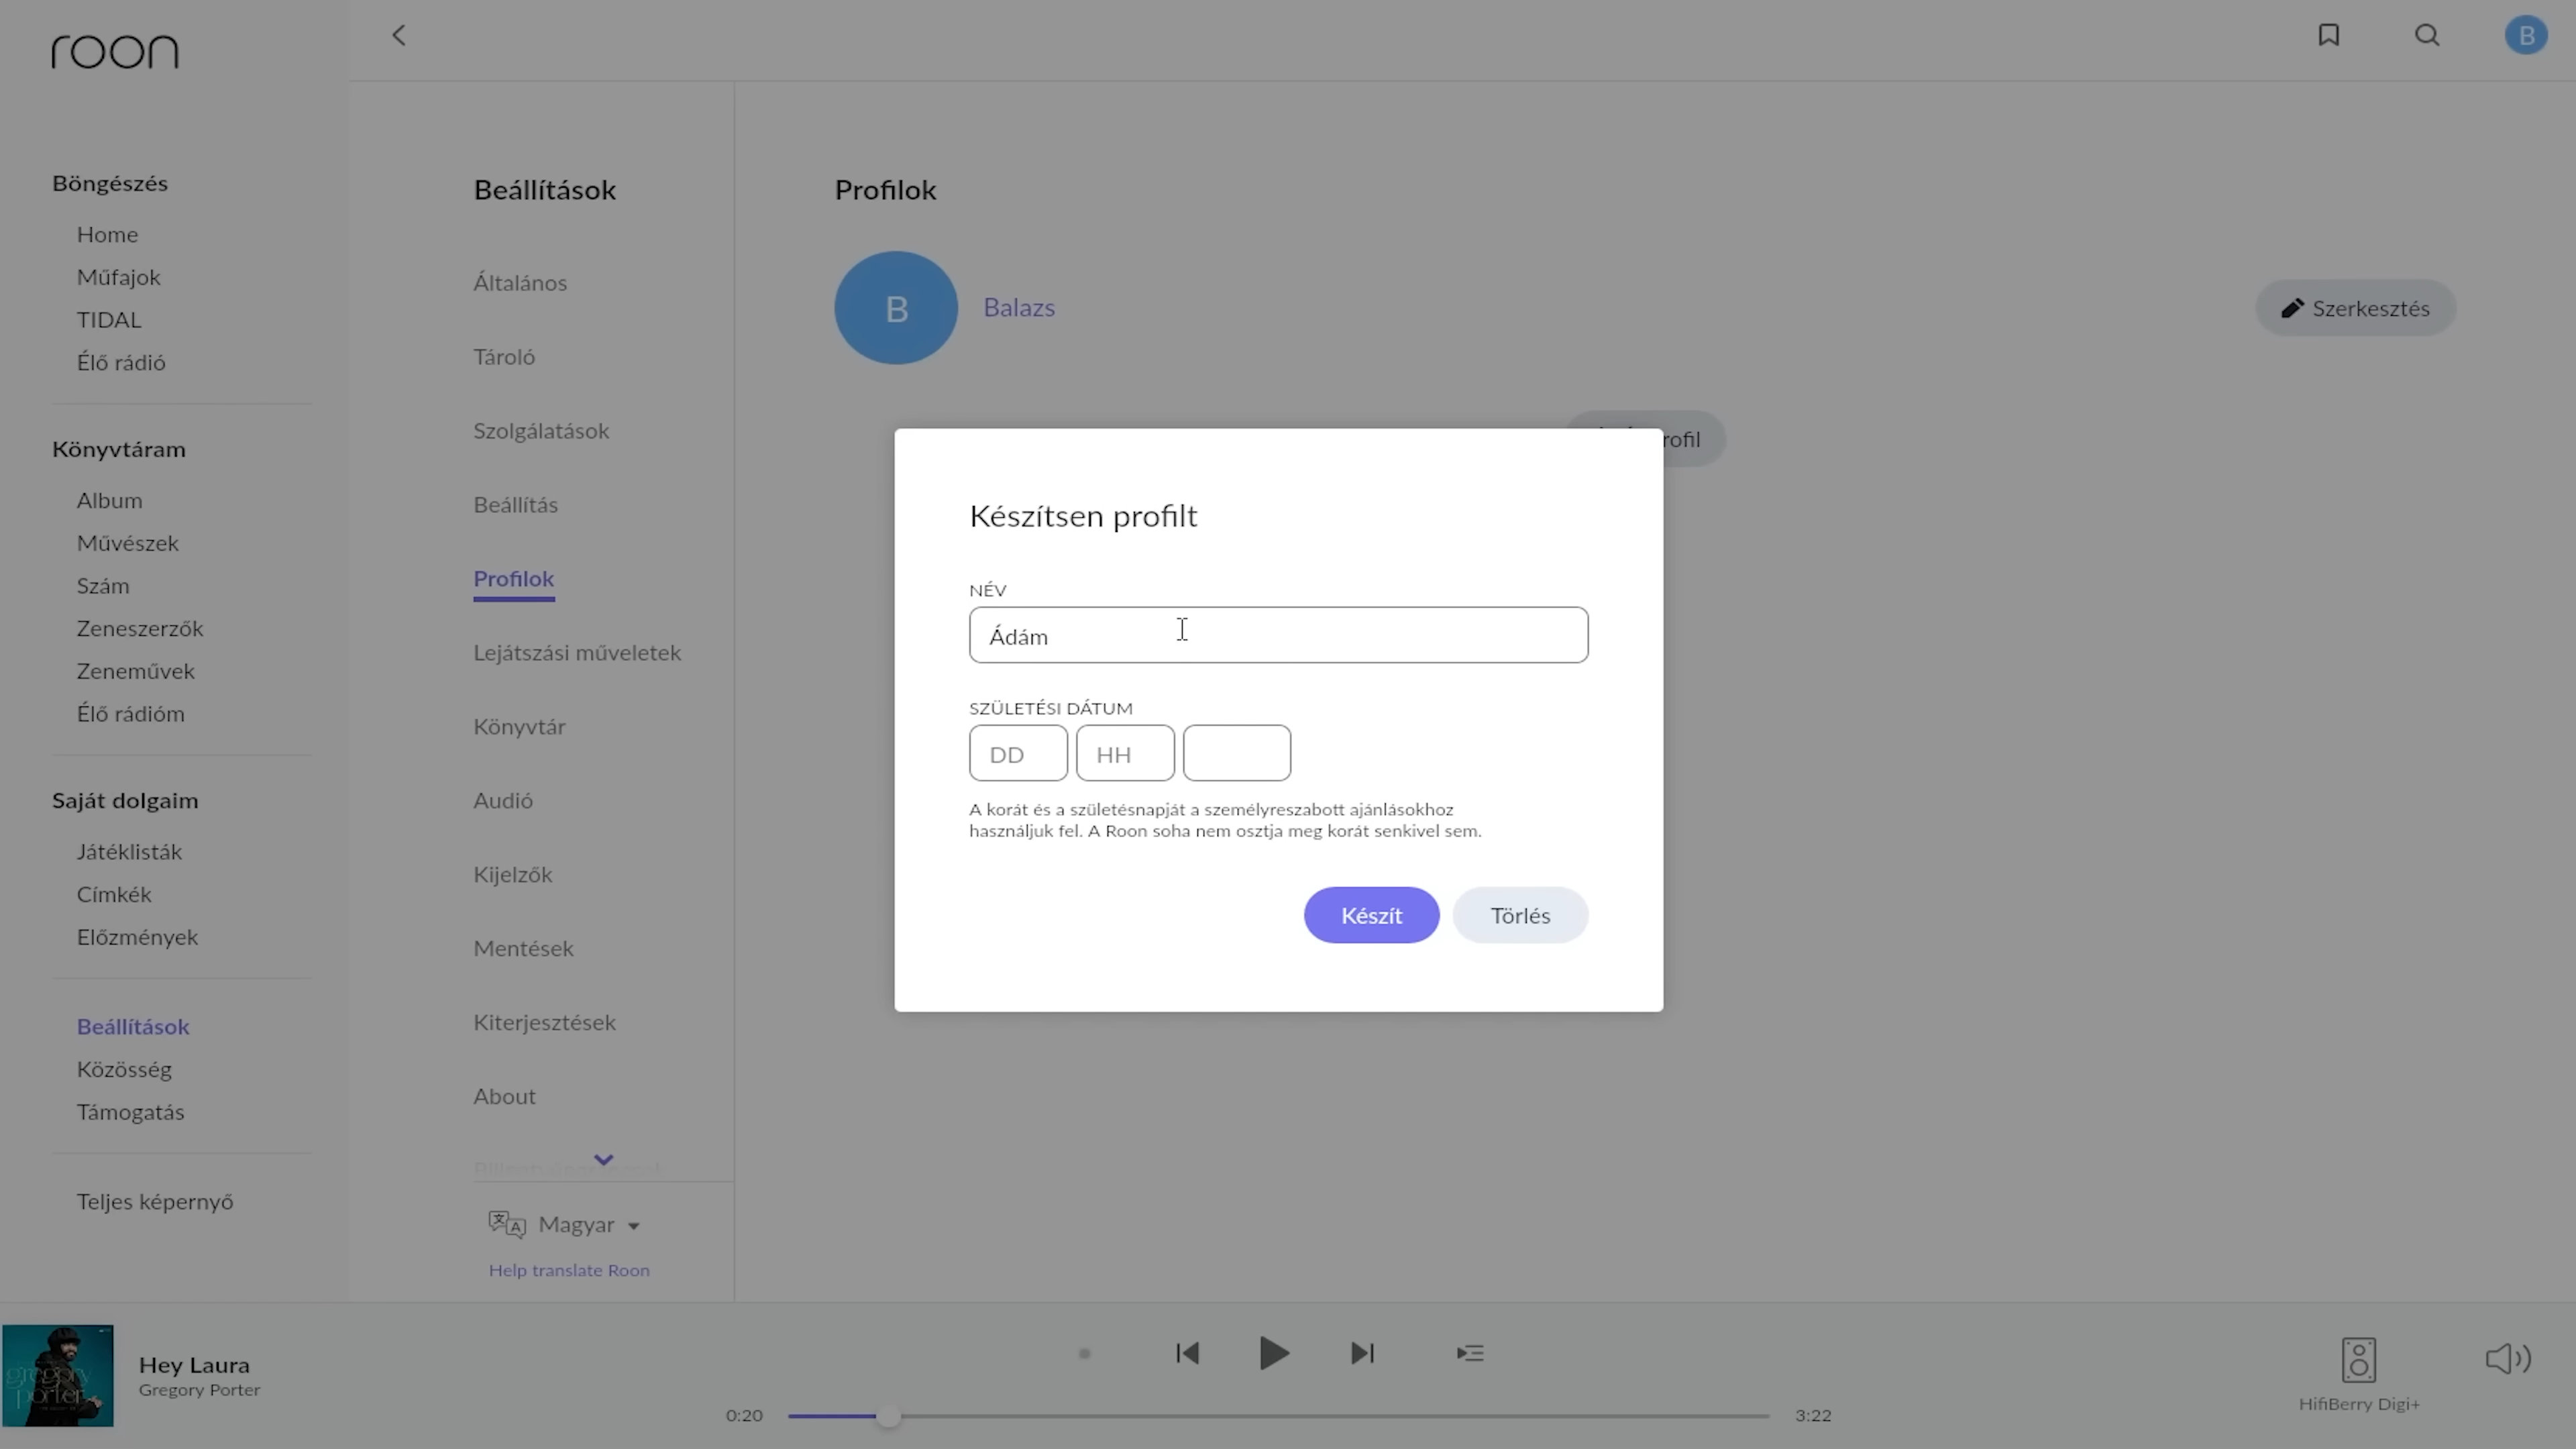 roon
B
Böngészés
Home
Műfajok
TIDAL
Élő rádió
Könyvtáram
Album
Művészek
Szám
Zeneszerzők
Zeneművek
Élő rádióm
Saját dolgaim
Játéklisták
Címkék
Előzmények
Beállítások
Közösség
Támogatás
Teljes képernyő
Beállítások
Általános
Tároló
Szolgálatások
Beállítás
Profilok
Lejátszási műveletek
Könyvtár
Audió
Kijelzők
Mentések
Kiterjesztések
About
Magyar
Help translate Roon
Profilok
B
Balazs
Szerkesztés
rofil
Készítsen profilt
NÉV
Ádám
SZÜLETÉSI DÁTUM
DD HH
A korát és a születésnapját a személyreszabott ajánlásokhoz
használjuk fel. A Roon soha nem osztja meg korát senkivel sem.
Készít Törlés
gregory
porter
Hey Laura
Gregory Porter
0:20
3:22
HifiBerry Digi+